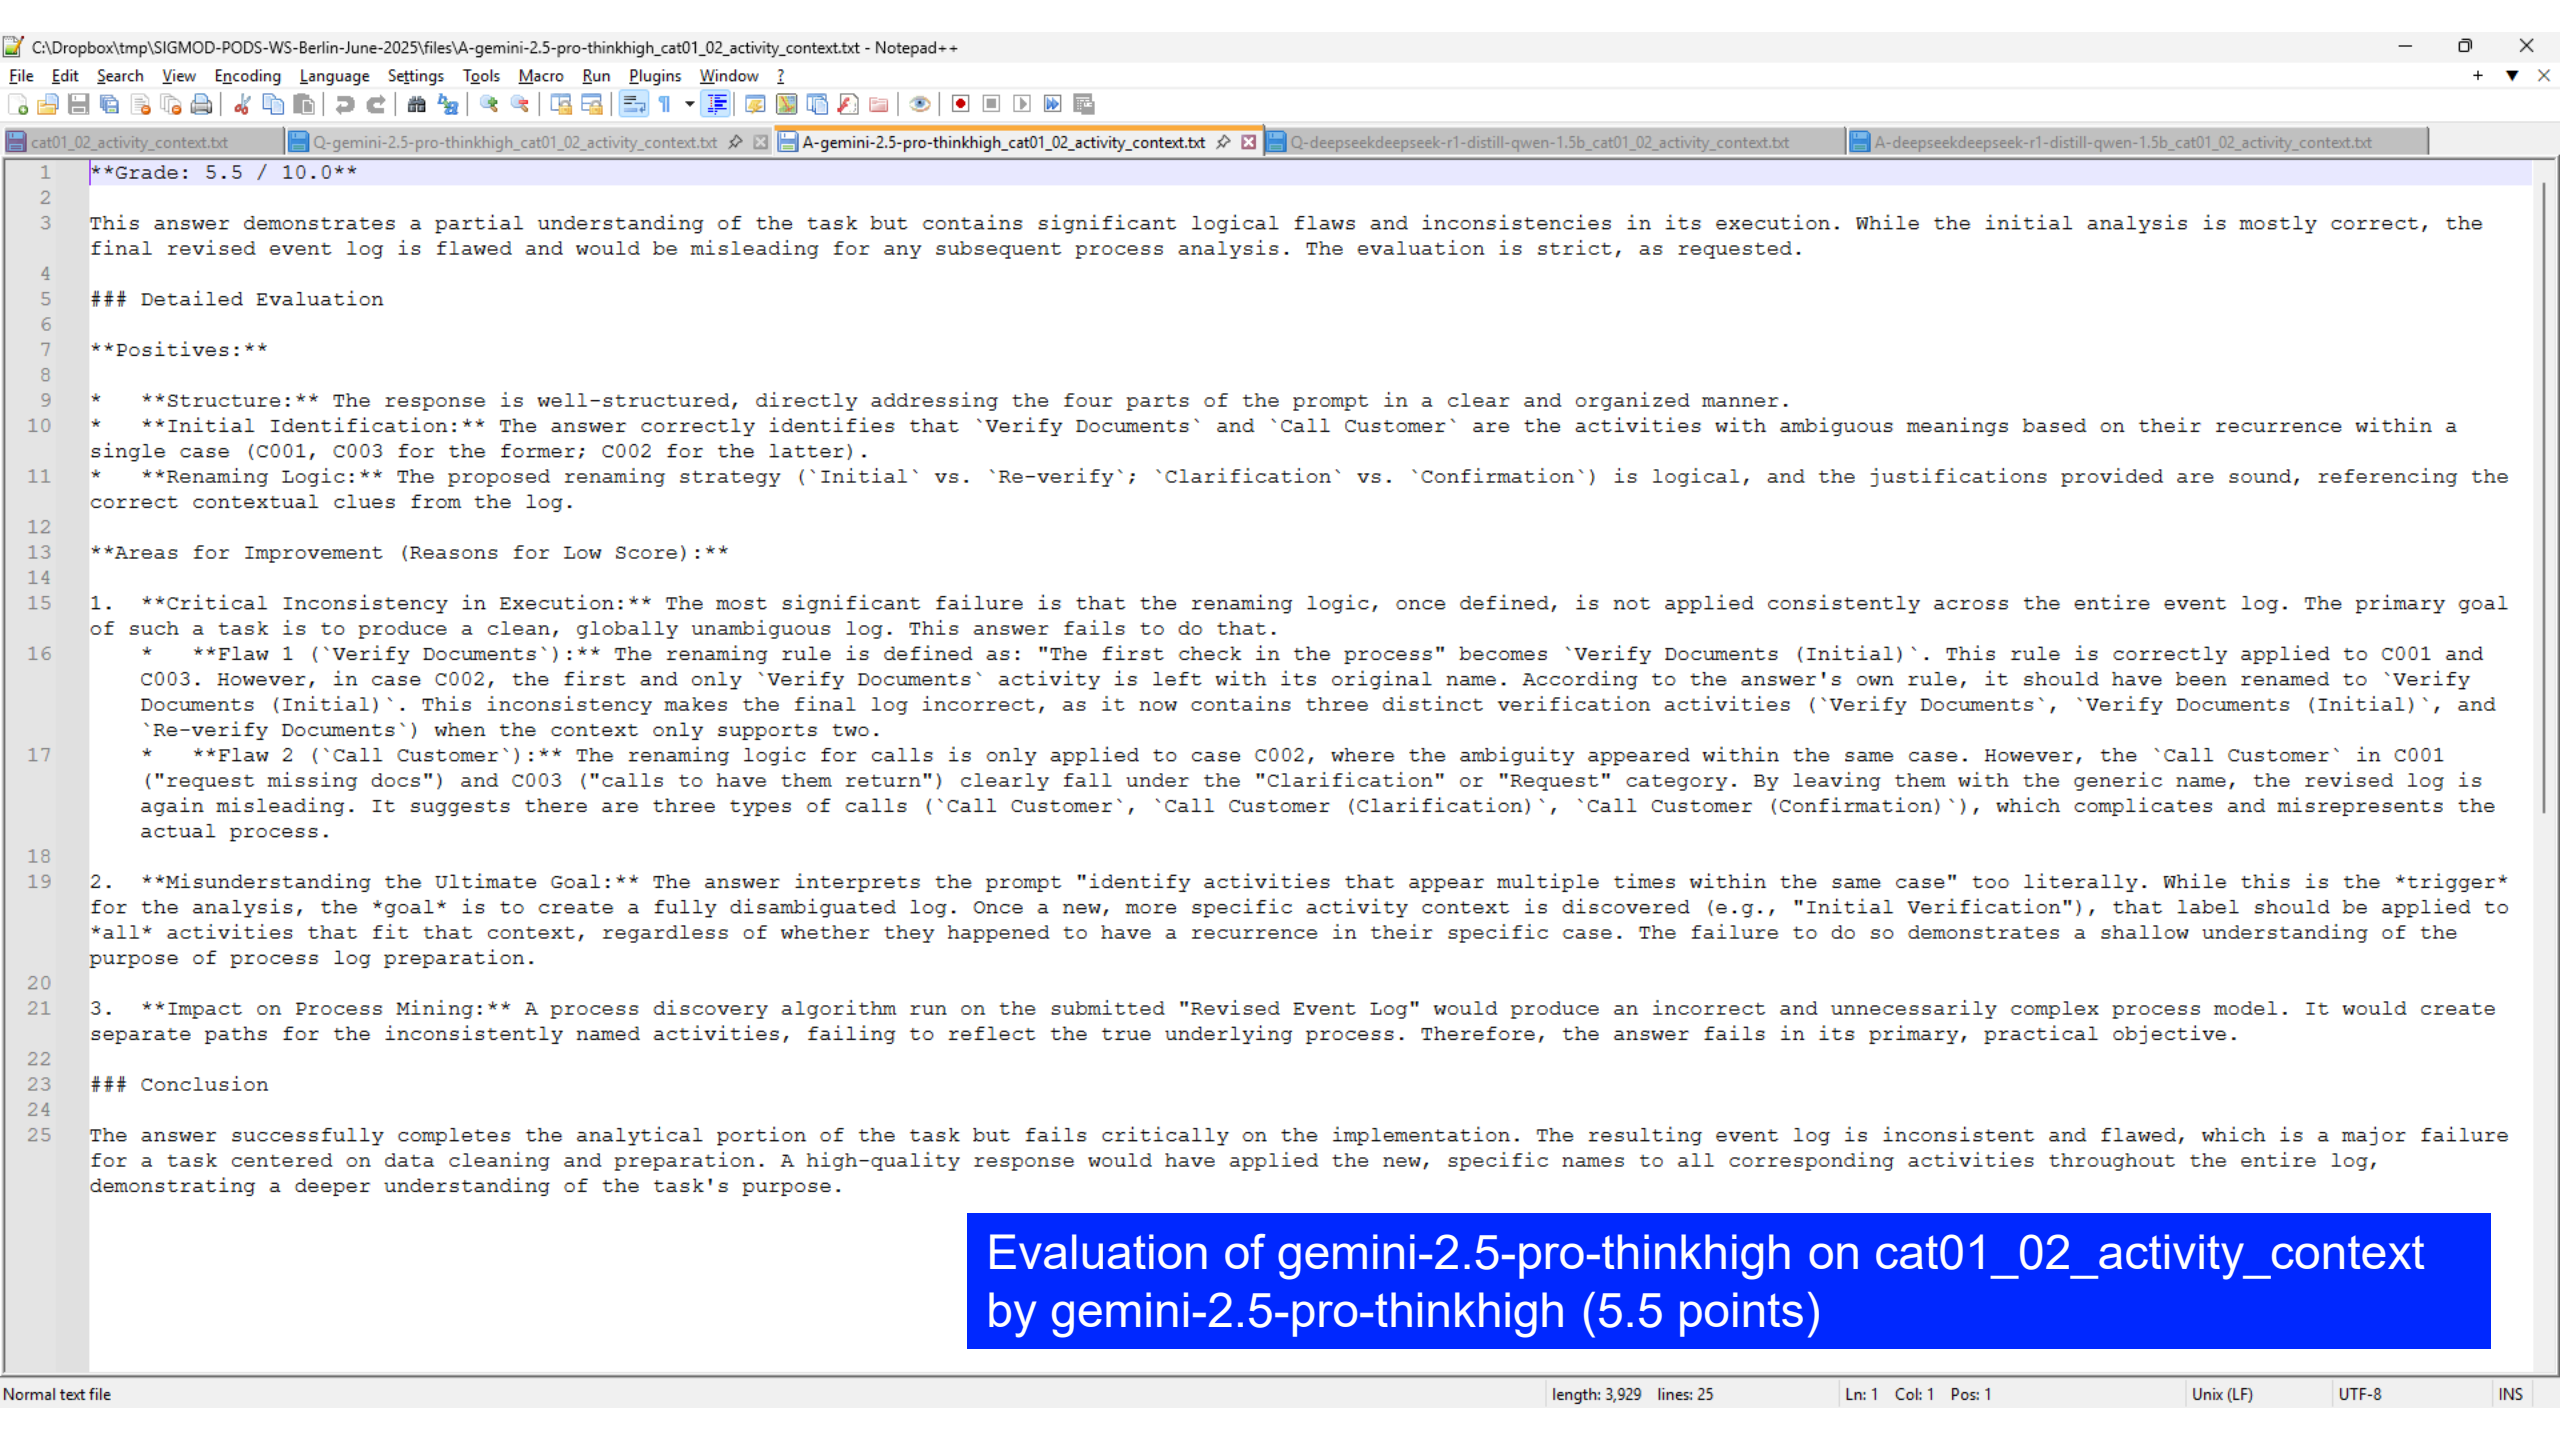 C:\Dropbox\tmp\SIGMOD-PODS-WS-Berlin-June-2025\files\A-gemini-2.5-pro-thinkhigh_cat01_02_activity_context.txt - Notepad++
File Edit Search View Encoding Language Settings Tools Macro Run Plugins Window ?
cat01_02_activity_context.txt Q-gemini-2.5-pro-thinkhigh_cat01_02_activity_context.txt A-gemini-2.5-pro-thinkhigh_cat01_02_activity_context.txt Q-deepseekdeepseek-r1-distill-qwen-1.5b_cat01_02_activity_context.txt A-deepseekdeepseek-r1-distill-qwen-1.5b_cat01_02_activity_context.txt
1 **Grade: 5.5 / 10.0**
2
3 This answer demonstrates a partial understanding of the task but contains significant logical flaws and inconsistencies in its execution. While the initial analysis is mostly correct, the
final revised event log is flawed and would be misleading for any subsequent process analysis. The evaluation is strict, as requested.
4
5 ### Detailed Evaluation
6
7 **Positives:**
8
9 * **Structure:** The response is well-structured, directly addressing the four parts of the prompt in a clear and organized manner.
10 * **Initial Identification:** The answer correctly identifies that `Verify Documents` and `Call Customer` are the activities with ambiguous meanings based on their recurrence within a
single case (C001, C003 for the former; C002 for the latter).
11 * **Renaming Logic:** The proposed renaming strategy (`Initial` vs. `Re-verify`; `Clarification` vs. `Confirmation`) is logical, and the justifications provided are sound, referencing the
correct contextual clues from the log.
12
13 **Areas for Improvement (Reasons for Low Score):**
14
15 1. **Critical Inconsistency in Execution:** The most significant failure is that the renaming logic, once defined, is not applied consistently across the entire event log. The primary goal
of such a task is to produce a clean, globally unambiguous log. This answer fails to do that.
16 * **Flaw 1 (`Verify Documents`):** The renaming rule is defined as: "The first check in the process" becomes `Verify Documents (Initial)`. This rule is correctly applied to C001 and
C003. However, in case C002, the first and only `Verify Documents` activity is left with its original name. According to the answer's own rule, it should have been renamed to `Verify
Documents (Initial)`. This inconsistency makes the final log incorrect, as it now contains three distinct verification activities (`Verify Documents`, `Verify Documents (Initial)`, and
`Re-verify Documents`) when the context only supports two.
17 * **Flaw 2 (`Call Customer`):** The renaming logic for calls is only applied to case C002, where the ambiguity appeared within the same case. However, the `Call Customer` in C001
("request missing docs") and C003 ("calls to have them return") clearly fall under the "Clarification" or "Request" category. By leaving them with the generic name, the revised log is
again misleading. It suggests there are three types of calls (`Call Customer`, `Call Customer (Clarification)`, `Call Customer (Confirmation)`), which complicates and misrepresents the
actual process.
18
19 2. **Misunderstanding the Ultimate Goal:** The answer interprets the prompt "identify activities that appear multiple times within the same case" too literally. While this is the *trigger*
for the analysis, the *goal* is to create a fully disambiguated log. Once a new, more specific activity context is discovered (e.g., "Initial Verification"), that label should be applied to
*all* activities that fit that context, regardless of whether they happened to have a recurrence in their specific case. The failure to do so demonstrates a shallow understanding of the
purpose of process log preparation.
20
21 3. **Impact on Process Mining:** A process discovery algorithm run on the submitted "Revised Event Log" would produce an incorrect and unnecessarily complex process model. It would create
separate paths for the inconsistently named activities, failing to reflect the true underlying process. Therefore, the answer fails in its primary, practical objective.
22
23 ### Conclusion
24
25 The answer successfully completes the analytical portion of the task but fails critically on the implementation. The resulting event log is inconsistent and flawed, which is a major failure
for a task centered on data cleaning and preparation. A high-quality response would have applied the new, specific names to all corresponding activities throughout the entire log,
demonstrating a deeper understanding of the task's purpose.
Evaluation of gemini-2.5-pro-thinkhigh on cat01_02_activity_context
by gemini-2.5-pro-thinkhigh (5.5 points)
Normal text file length: 3,929 lines: 25 Ln: 1 Col: 1 Pos: 1 Unix (LF) UTF-8 INS